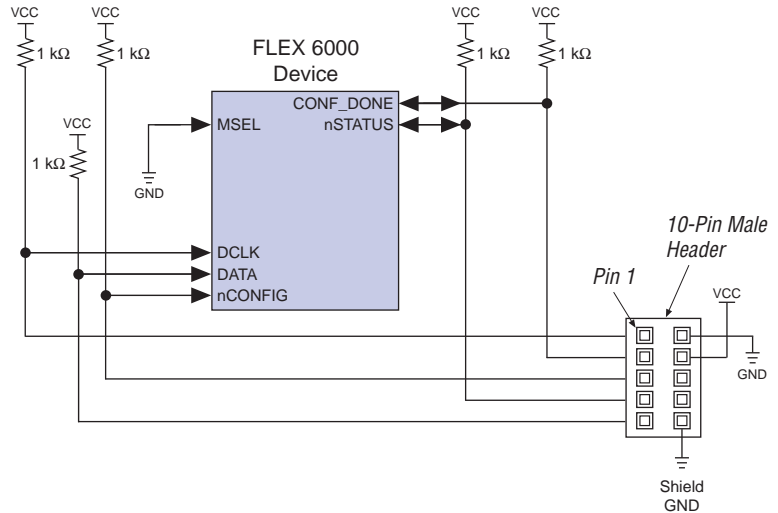 VCC
VCC
VCC
VCC
1 kΩ
1 kΩ
FLEX 6000
Device
1 kΩ
1 kΩ
VCC
1 kΩ
MSEL
CONF_DONE
nSTATUS
GND
DCLK
DATA
nCONFIG
10-Pin Male
Header
Pin 1
VCC
GND
Shield
GND